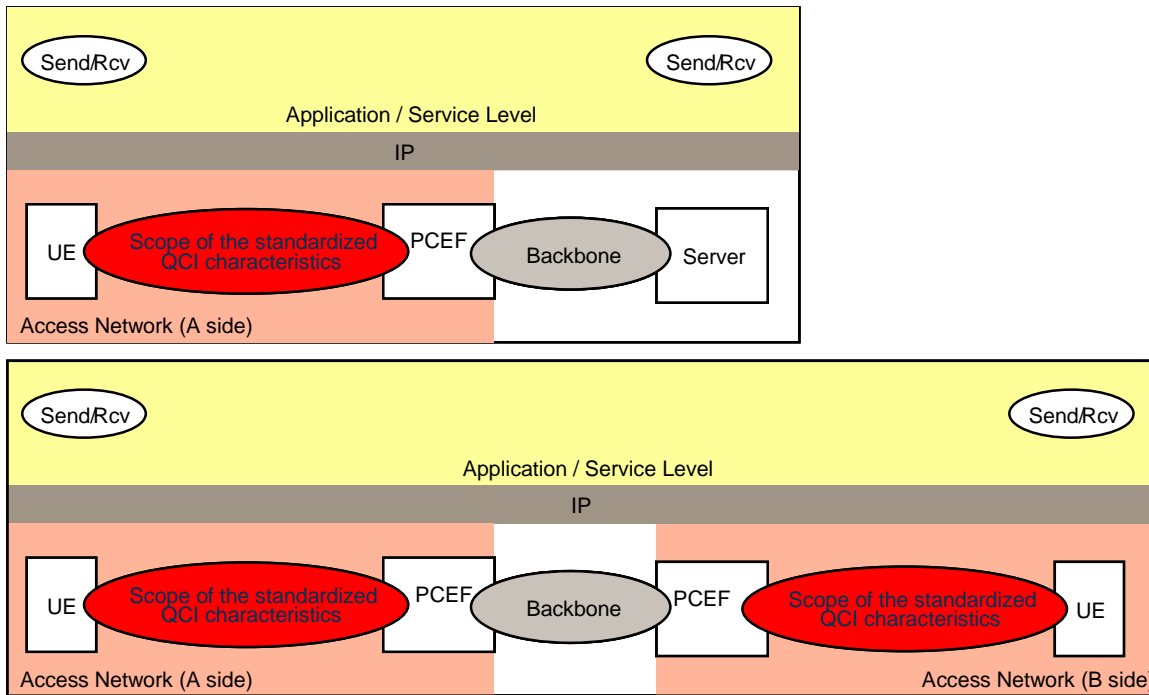 Send/Rcv
Send/Rcv
Application / Service Level
IP
UE
Scope of the standardized
QCI characteristics
PCEF
Backbone
Server
Access Network (A side)
Send/Rcv
Send/Rcv
Application / Service Level
IP
UE
Scope of the standardized
QCI characteristics
PCEF
Backbone
PCEF
Scope of the standardized
QCI characteristics
UE
Access Network (A side)
Access Network (B side)